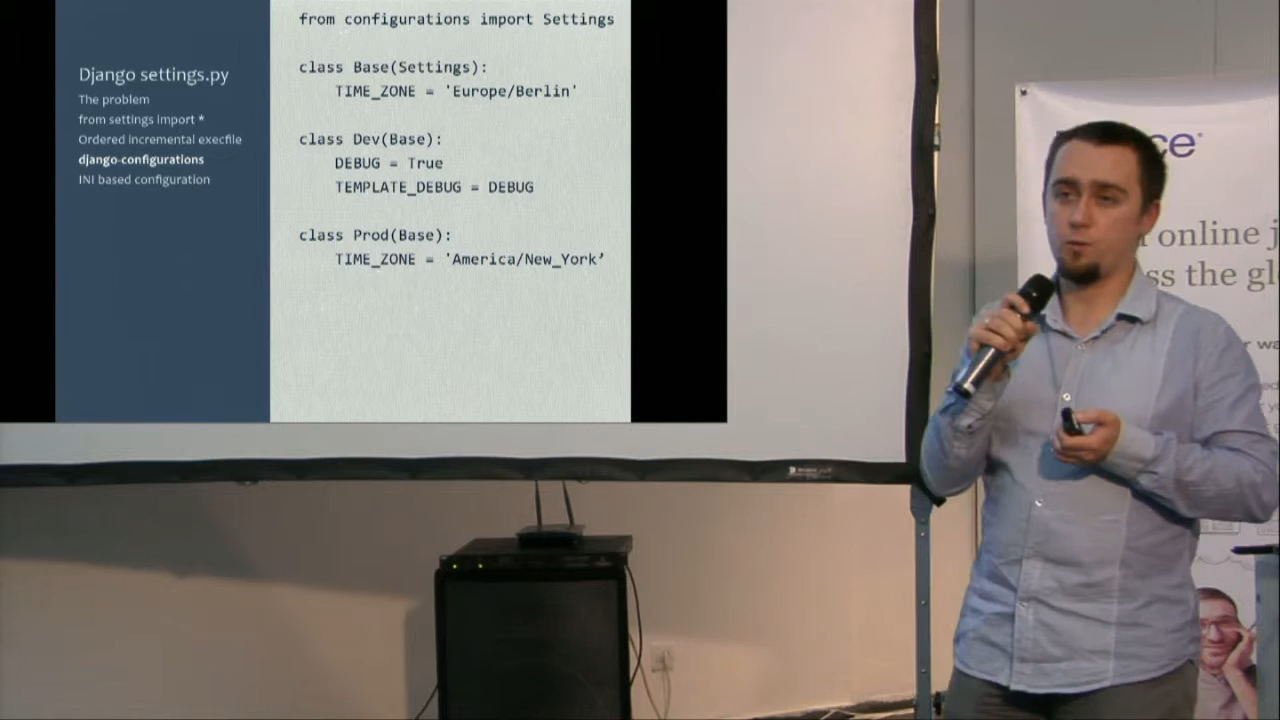 Django settings.py
The problem
from settings import *
Ordered incremental execfile
django-configurations
INI based configuration
from configurations import Settings
class Base(Settings):
    TIME_ZONE = 'Europe/Berlin'
class Dev(Base):
    DEBUG = True
    TEMPLATE_DEBUG = DEBUG
class Prod(Base):
    TIME_ZONE = 'America/New_York’
online j
ss the gl